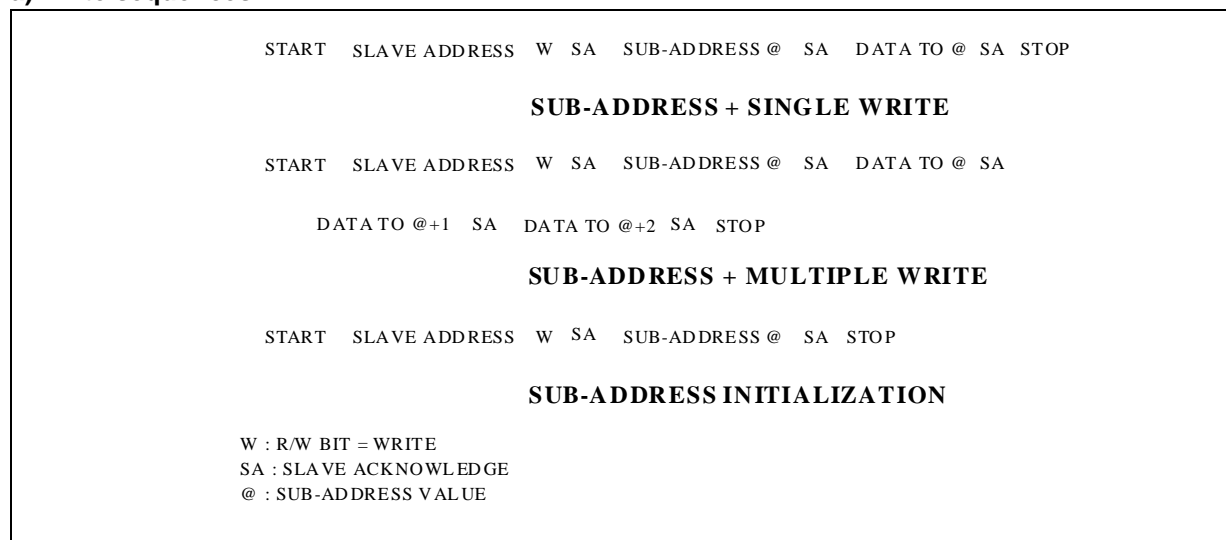 START SLAVE ADDRESS W SA SUB-ADDRESS @ SA DATA TO @ SA STOP
SUB-ADDRESS + SINGLE WRITE
START SLAVE ADDRESS W SA SUB-ADDRESS @ SA DATA TO @ SA
DATA TO @+1 SA DATA TO @+2 SA STOP
SUB-ADDRESS + MULTIPLE WRITE
START SLAVE ADDRESS W SA SUB-ADDRESS @ SA STOP
SUB-ADDRESS INITIALIZATION
W : R/W BIT = WRITE
SA : SLAVE ACKNOWLEDGE
@ : SUB-ADDRESS VALUE